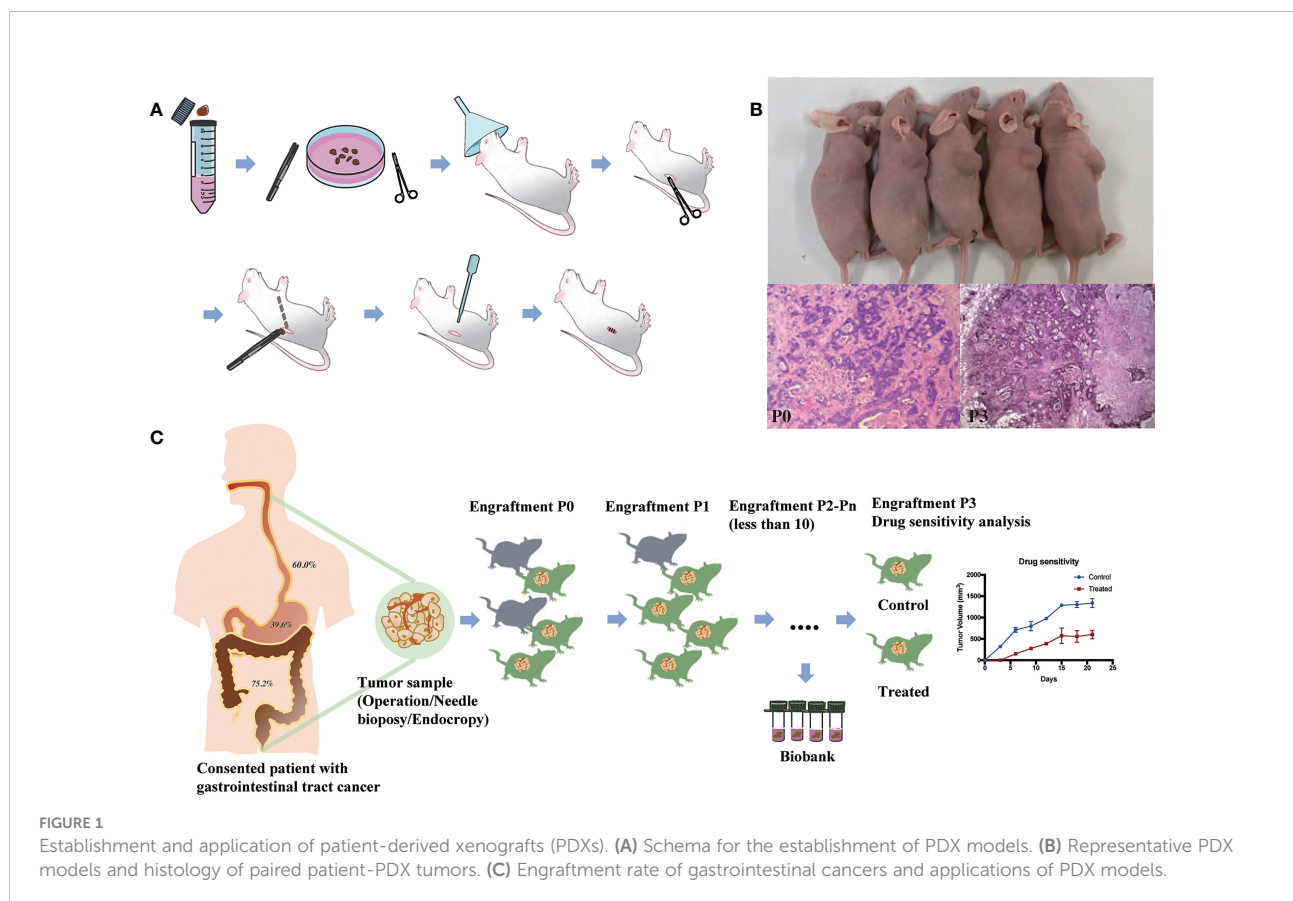 A
B
P0
P3
C
60.0%
39.6%
75.2%
Consented patient with
gastrointestinal tract cancer
Tumor sample
(Operation/Needle
bioposy/Endocropy)
Engraftment P0
Engraftment P1
Engraftment P2-Pn
(less than 10)
....
Biobank
Engraftment P3
Drug sensitivity analysis
Control
Treated
Drug sensitivity
Control
Treated
Tumor Volume (mm³)
2000
1500
1000
500
0
0
5
10
15
20
25
Days
FIGURE 1
Establishment and application of patient-derived xenografts (PDXs). (A) Schema for the establishment of PDX models. (B) Representative PDX
models and histology of paired patient-PDX tumors. (C) Engraftment rate of gastrointestinal cancers and applications of PDX models.